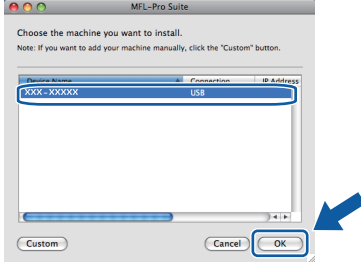 MFL-Pro Suite
Choose the machine you want to install.
Note: If you want to add your machine manually, click the "Custom" button.
Device Name Connection IP Address
XXX-XXXXX USB
Custom Cancel OK